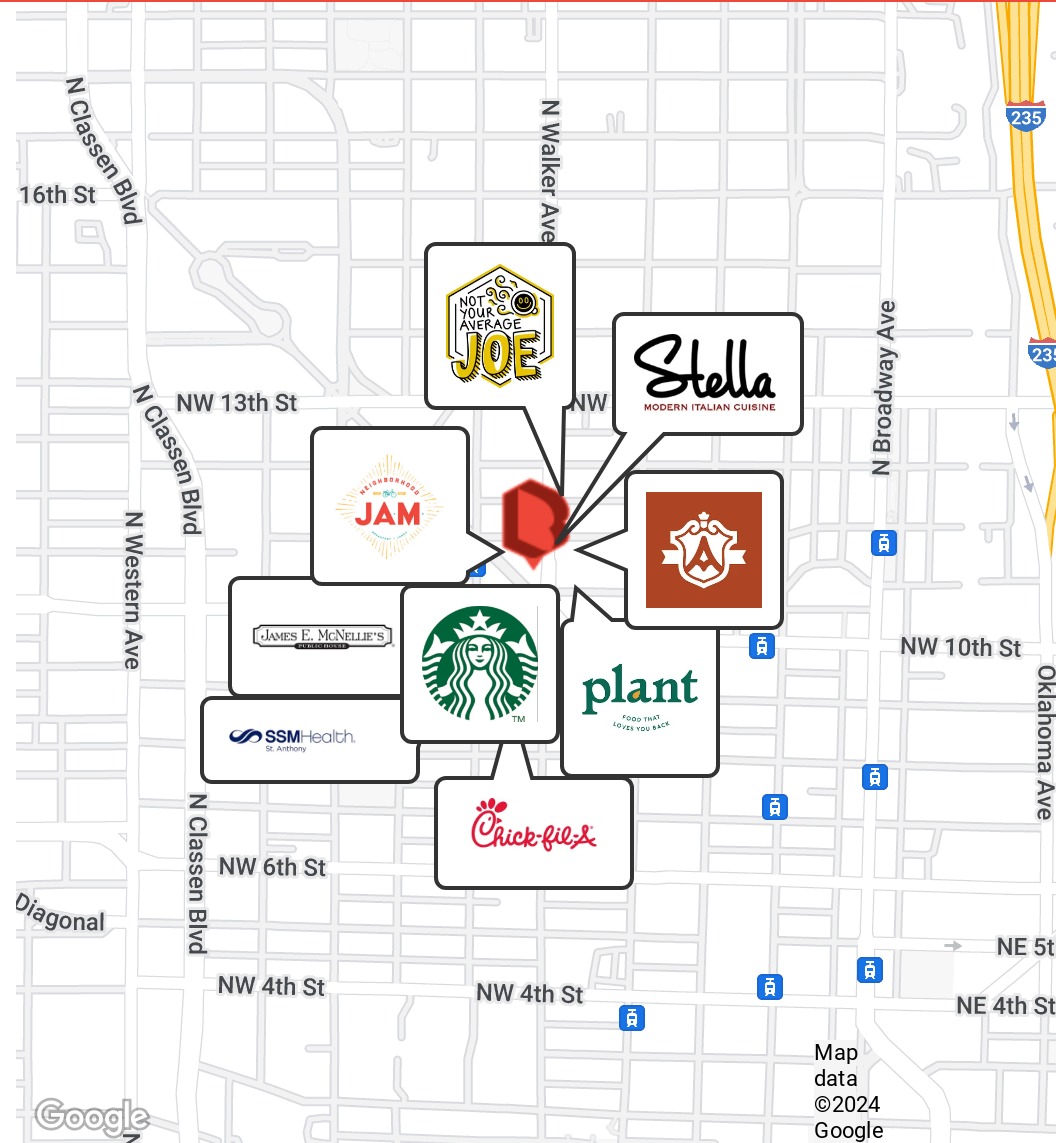 235
N Classen Blvd
N Walker Ave
16th St
NOT
YOUR
AVERAGE
JOE
Stella
MODERN ITALIAN CUISINE
235
N Broadway Ave
NW 13th St
NW
N Classen Blvd
NEIGHBORHOOD
JAM
A
N Western Ave
JAMES E. MCNELLIE'S
PUBLIC HOUSE
TM
plant
FOOD THAT
LOVES YOU BACK
NW 10th St
Oklahoma Ave
SSMHealth
St. Anthony
Chick-fil-A
N Classen Blvd
NW 6th St
Diagonal
NE 5t
NW 4th St
NW 4th St
NE 4th St
Map
data
©2024
Google
Google
N